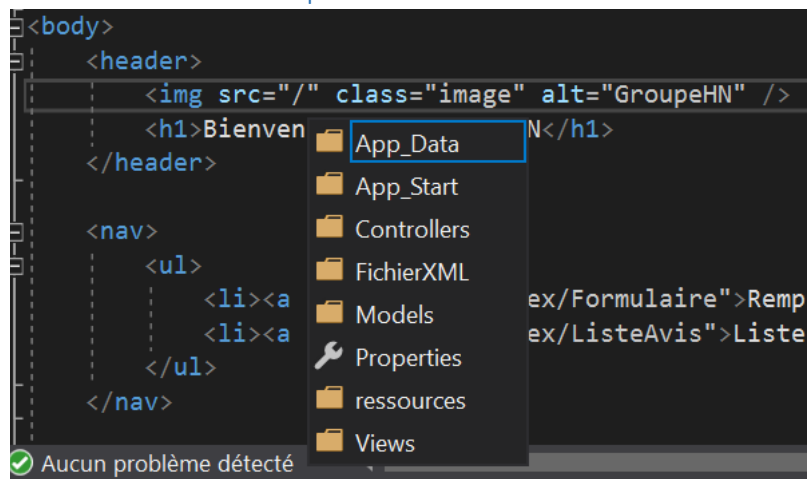 <body>
<header>
<img src="/" class="image" alt="GroupeHN" />
<h1>Bienven N</h1>
</header>
<nav>
<ul>
<li><a ex/Formulaire">Remp
<li><a ex/ListeAvis">Liste
</ul>
</nav>
App_Data
App_Start
Controllers
FichierXML
Models
Properties
ressources
Views
Aucun problème détecté